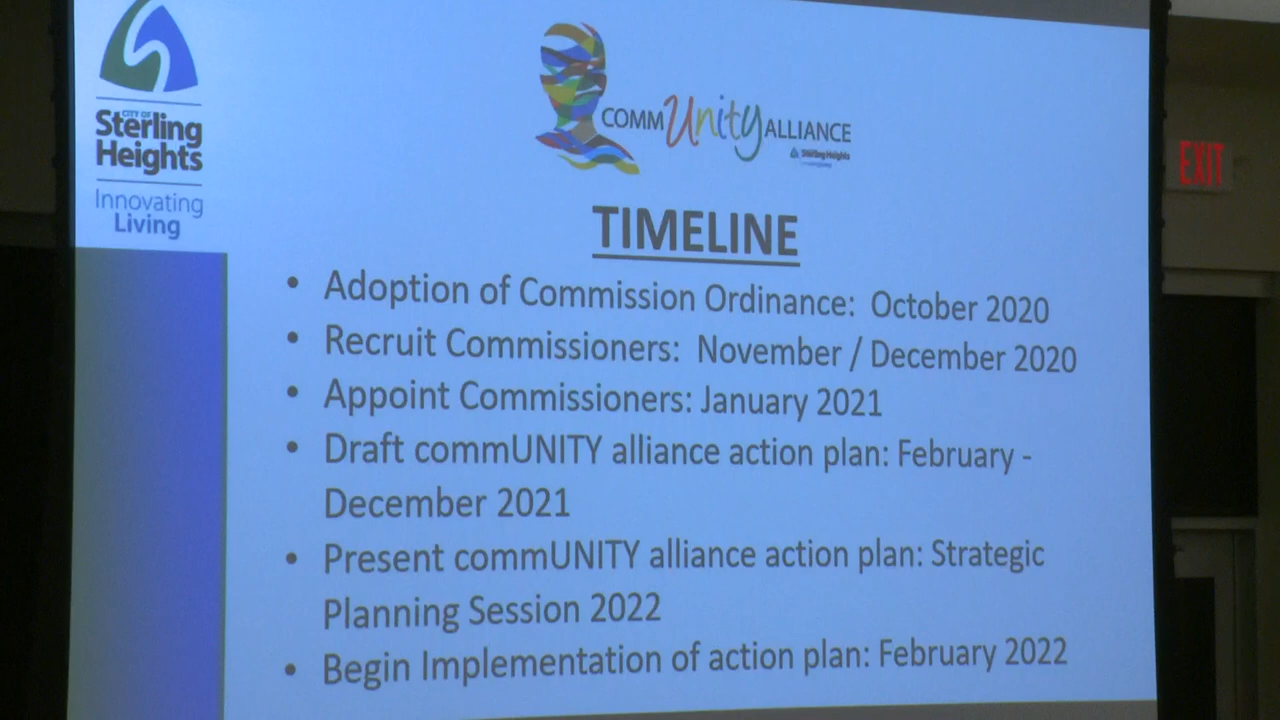 CITY OF
Sterling
Heights
Innovating
Living
COMMUnityALLIANCE
Sterling Heights
EXIT
TIMELINE
• Adoption of Commission Ordinance: October 2020
• Recruit Commissioners: November / December 2020
• Appoint Commissioners: January 2021
• Draft commUNITY alliance action plan: February -
December 2021
• Present commUNITY alliance action plan: Strategic
Planning Session 2022
• Begin Implementation of action plan: February 2022